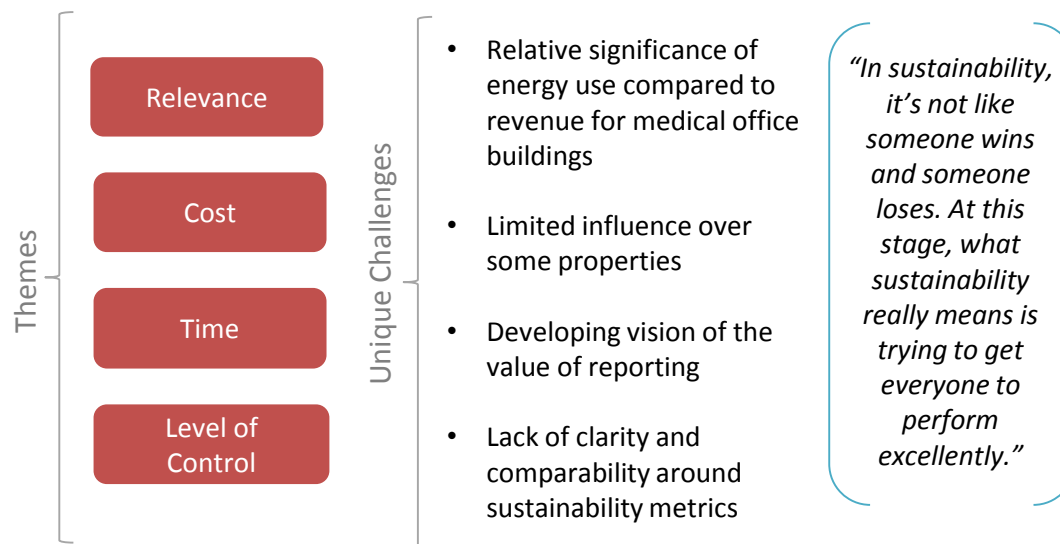 Themes
Relevance
Cost
Time
Level of
Control
Unique Challenges
• Relative significance of
energy use compared to
revenue for medical office
buildings
• Limited influence over
some properties
• Developing vision of the
value of reporting
• Lack of clarity and
comparability around
sustainability metrics
“In sustainability,
it’s not like
someone wins
and someone
loses. At this
stage, what
sustainability
really means is
trying to get
everyone to
perform
excellently.”